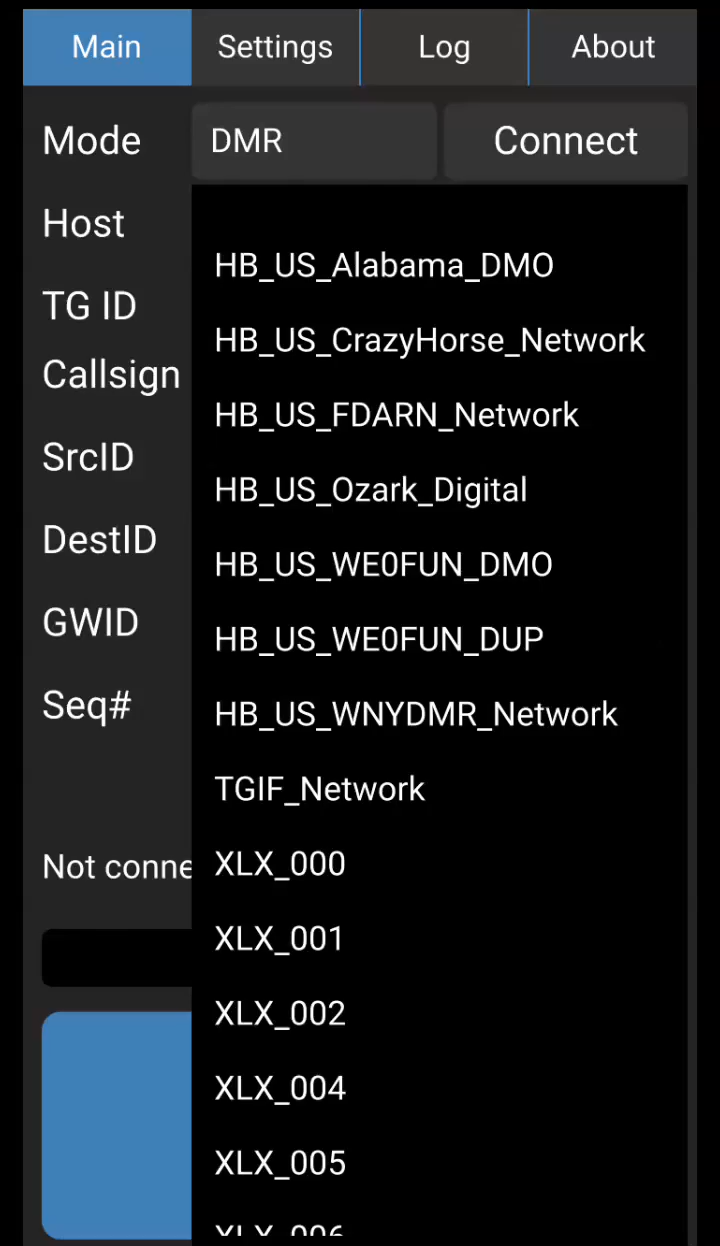 Main Settings Log About
Mode DMR Connect
Host
HB_US_Alabama_DMO
TG ID
HB_US_CrazyHorse_Network
Callsign
HB_US_FDARN_Network
SrcID
HB_US_Ozark_Digital
DestID
HB_US_WE0FUN_DMO
GWID
HB_US_WE0FUN_DUP
Seq#
HB_US_WNYDMR_Network
TGIF_Network
Not conne
XLX_000
XLX_001
XLX_002
XLX_004
XLX_005
XLX_006